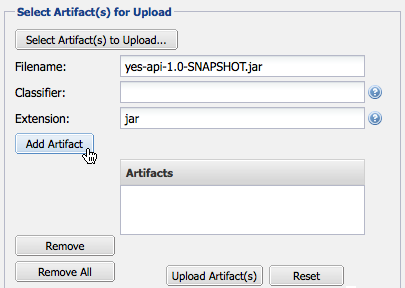 Select Artifact(s) for Upload
Select Artifact(s) to Upload...
Filename: yes-api-1.0-SNAPSHOT.jar
Classifier:
Extension: jar
Add Artifact
Artifacts
Remove
Remove All
Upload Artifact(s) Reset